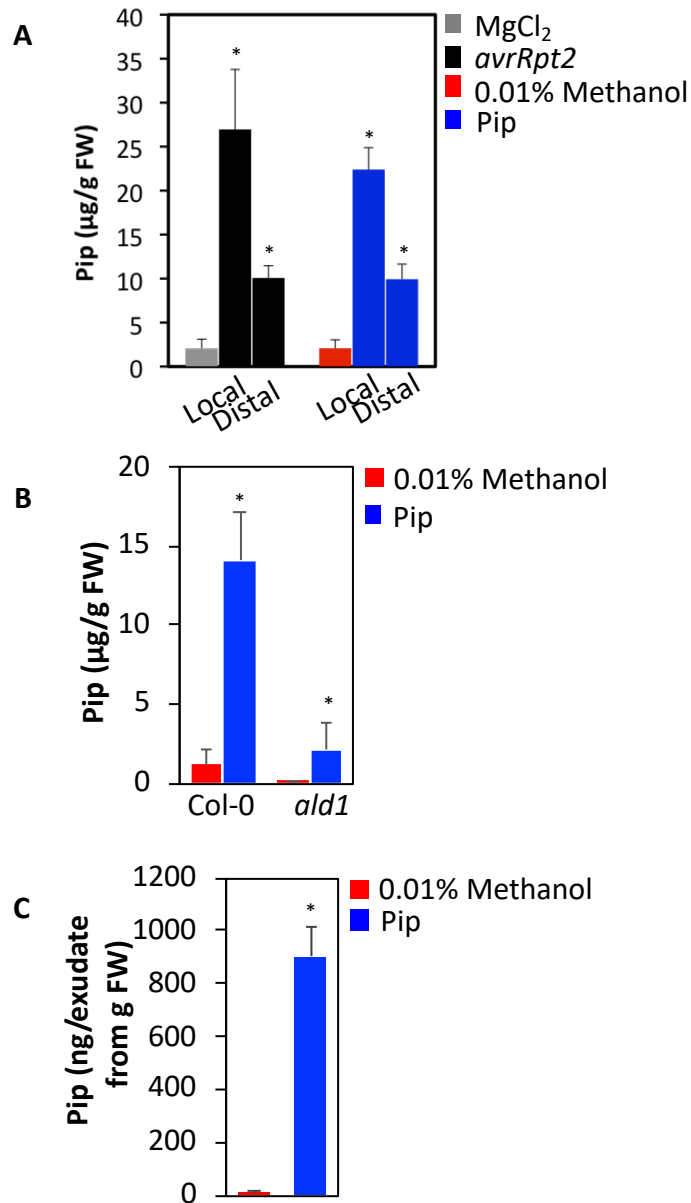 A
40
35
30
25
20
15
10
5
0
Pip (µg/g FW)
* * * *
Local Distal Local Distal
MgCl₂
avrRpt2
0.01% Methanol
Pip
B
20
15
10
5
0
Pip (µg/g FW)
* *
Col-0 ald1
0.01% Methanol
Pip
C
1200
1000
800
600
400
200
0
Pip (ng/exudate
from g FW)
*
0.01% Methanol
Pip